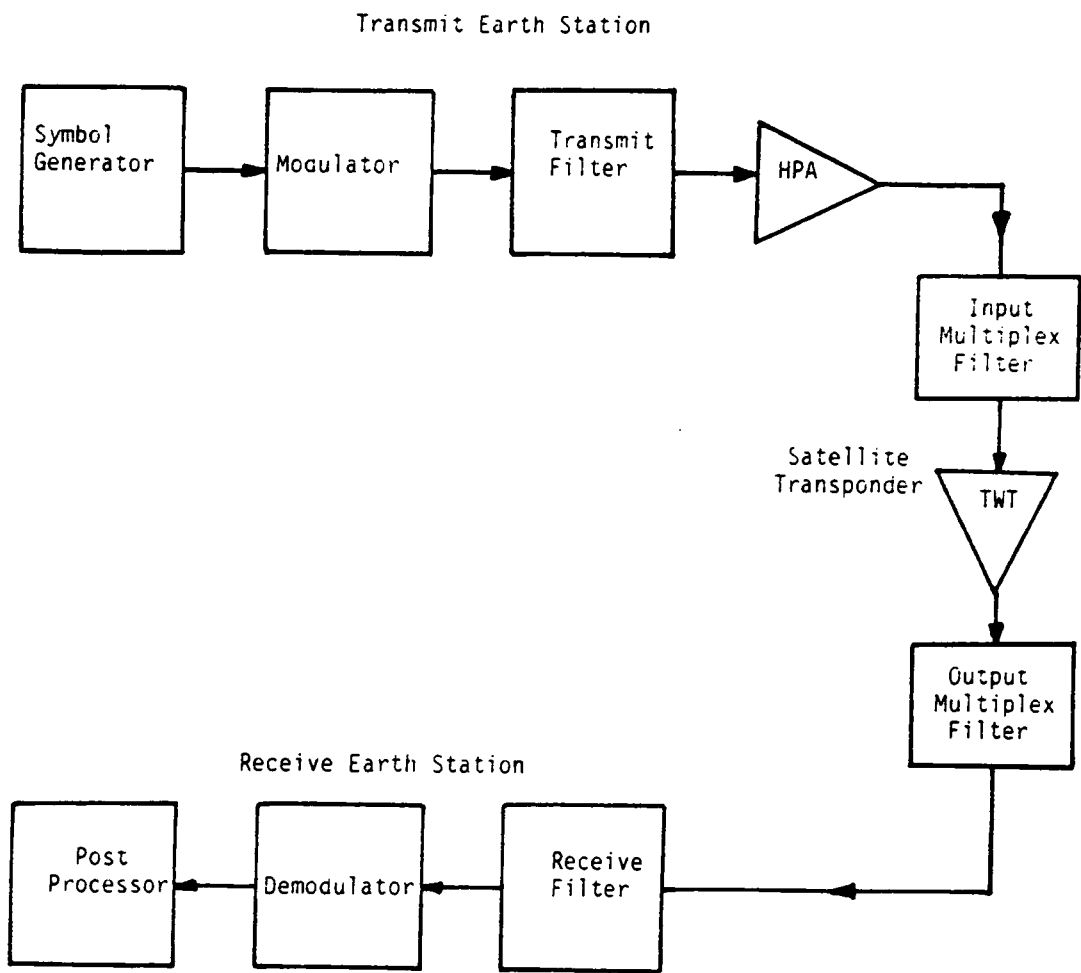 Transmit Earth Station
Symbol
Generator
Modulator
Transmit
Filter
HPA
Input
Multiplex
Filter
Satellite
Transponder
TWT
Output
Multiplex
Filter
Receive Earth Station
Receive
Filter
Demodulator
Post
Processor